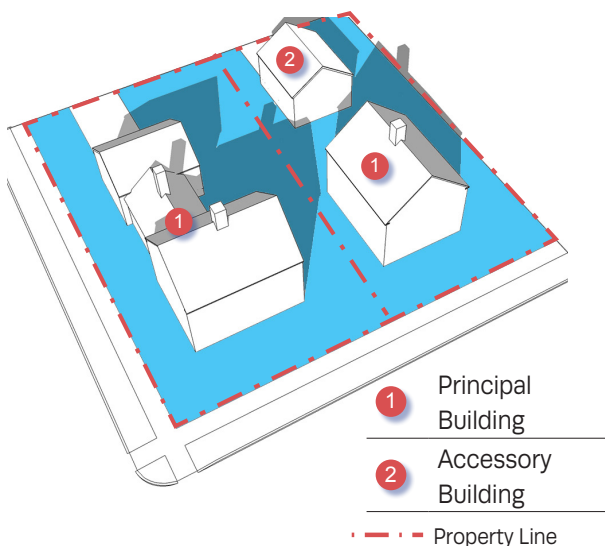 2
1
1
1 Principal
Building
2 Accessory
Building
Property Line